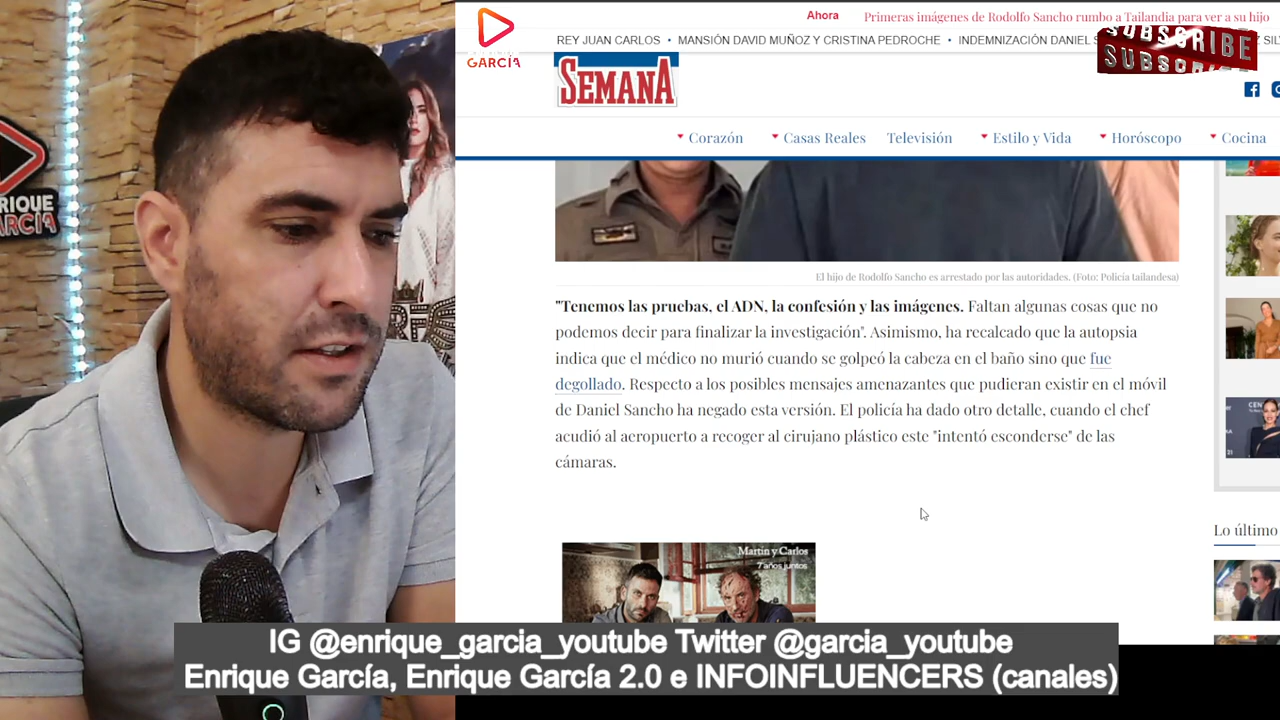 Ahora
Primeras imágenes de Rodolfo Sancho rumbo a Tailandia para ver a su hijo
REY JUAN CARLOS • MANSIÓN DAVID MUÑOZ Y CRISTINA PEDROCHE • INDEMNIZACIÓN DANIEL
SUBSCRIBE
GARCÍA
SEMANA
Corazón Casas Reales Televisión Estilo y Vida Horóscopo Cocina
El hijo de Rodolfo Sancho es arrestado por las autoridades. (Foto: Policía tailandesa)
"Tenemos las pruebas, el ADN, la confesión y las imágenes. Faltan algunas cosas que no
podemos decir para finalizar la investigación". Asimismo, ha recalcado que la autopsia
indica que el médico no murió cuando se golpeó la cabeza en el baño sino que fue
degollado. Respecto a los posibles mensajes amenazantes que pudieran existir en el móvil
de Daniel Sancho ha negado esta versión. El policía ha dado otro detalle, cuando el chef
acudió al aeropuerto a recoger al cirujano plástico este "intentó esconderse" de las
cámaras.
Lo último
Martin y Carlos
7 años juntos
IG @enrique_garcia_youtube Twitter @garcia_youtube
Enrique García, Enrique García 2.0 e INFOINFLUENCERS (canales)